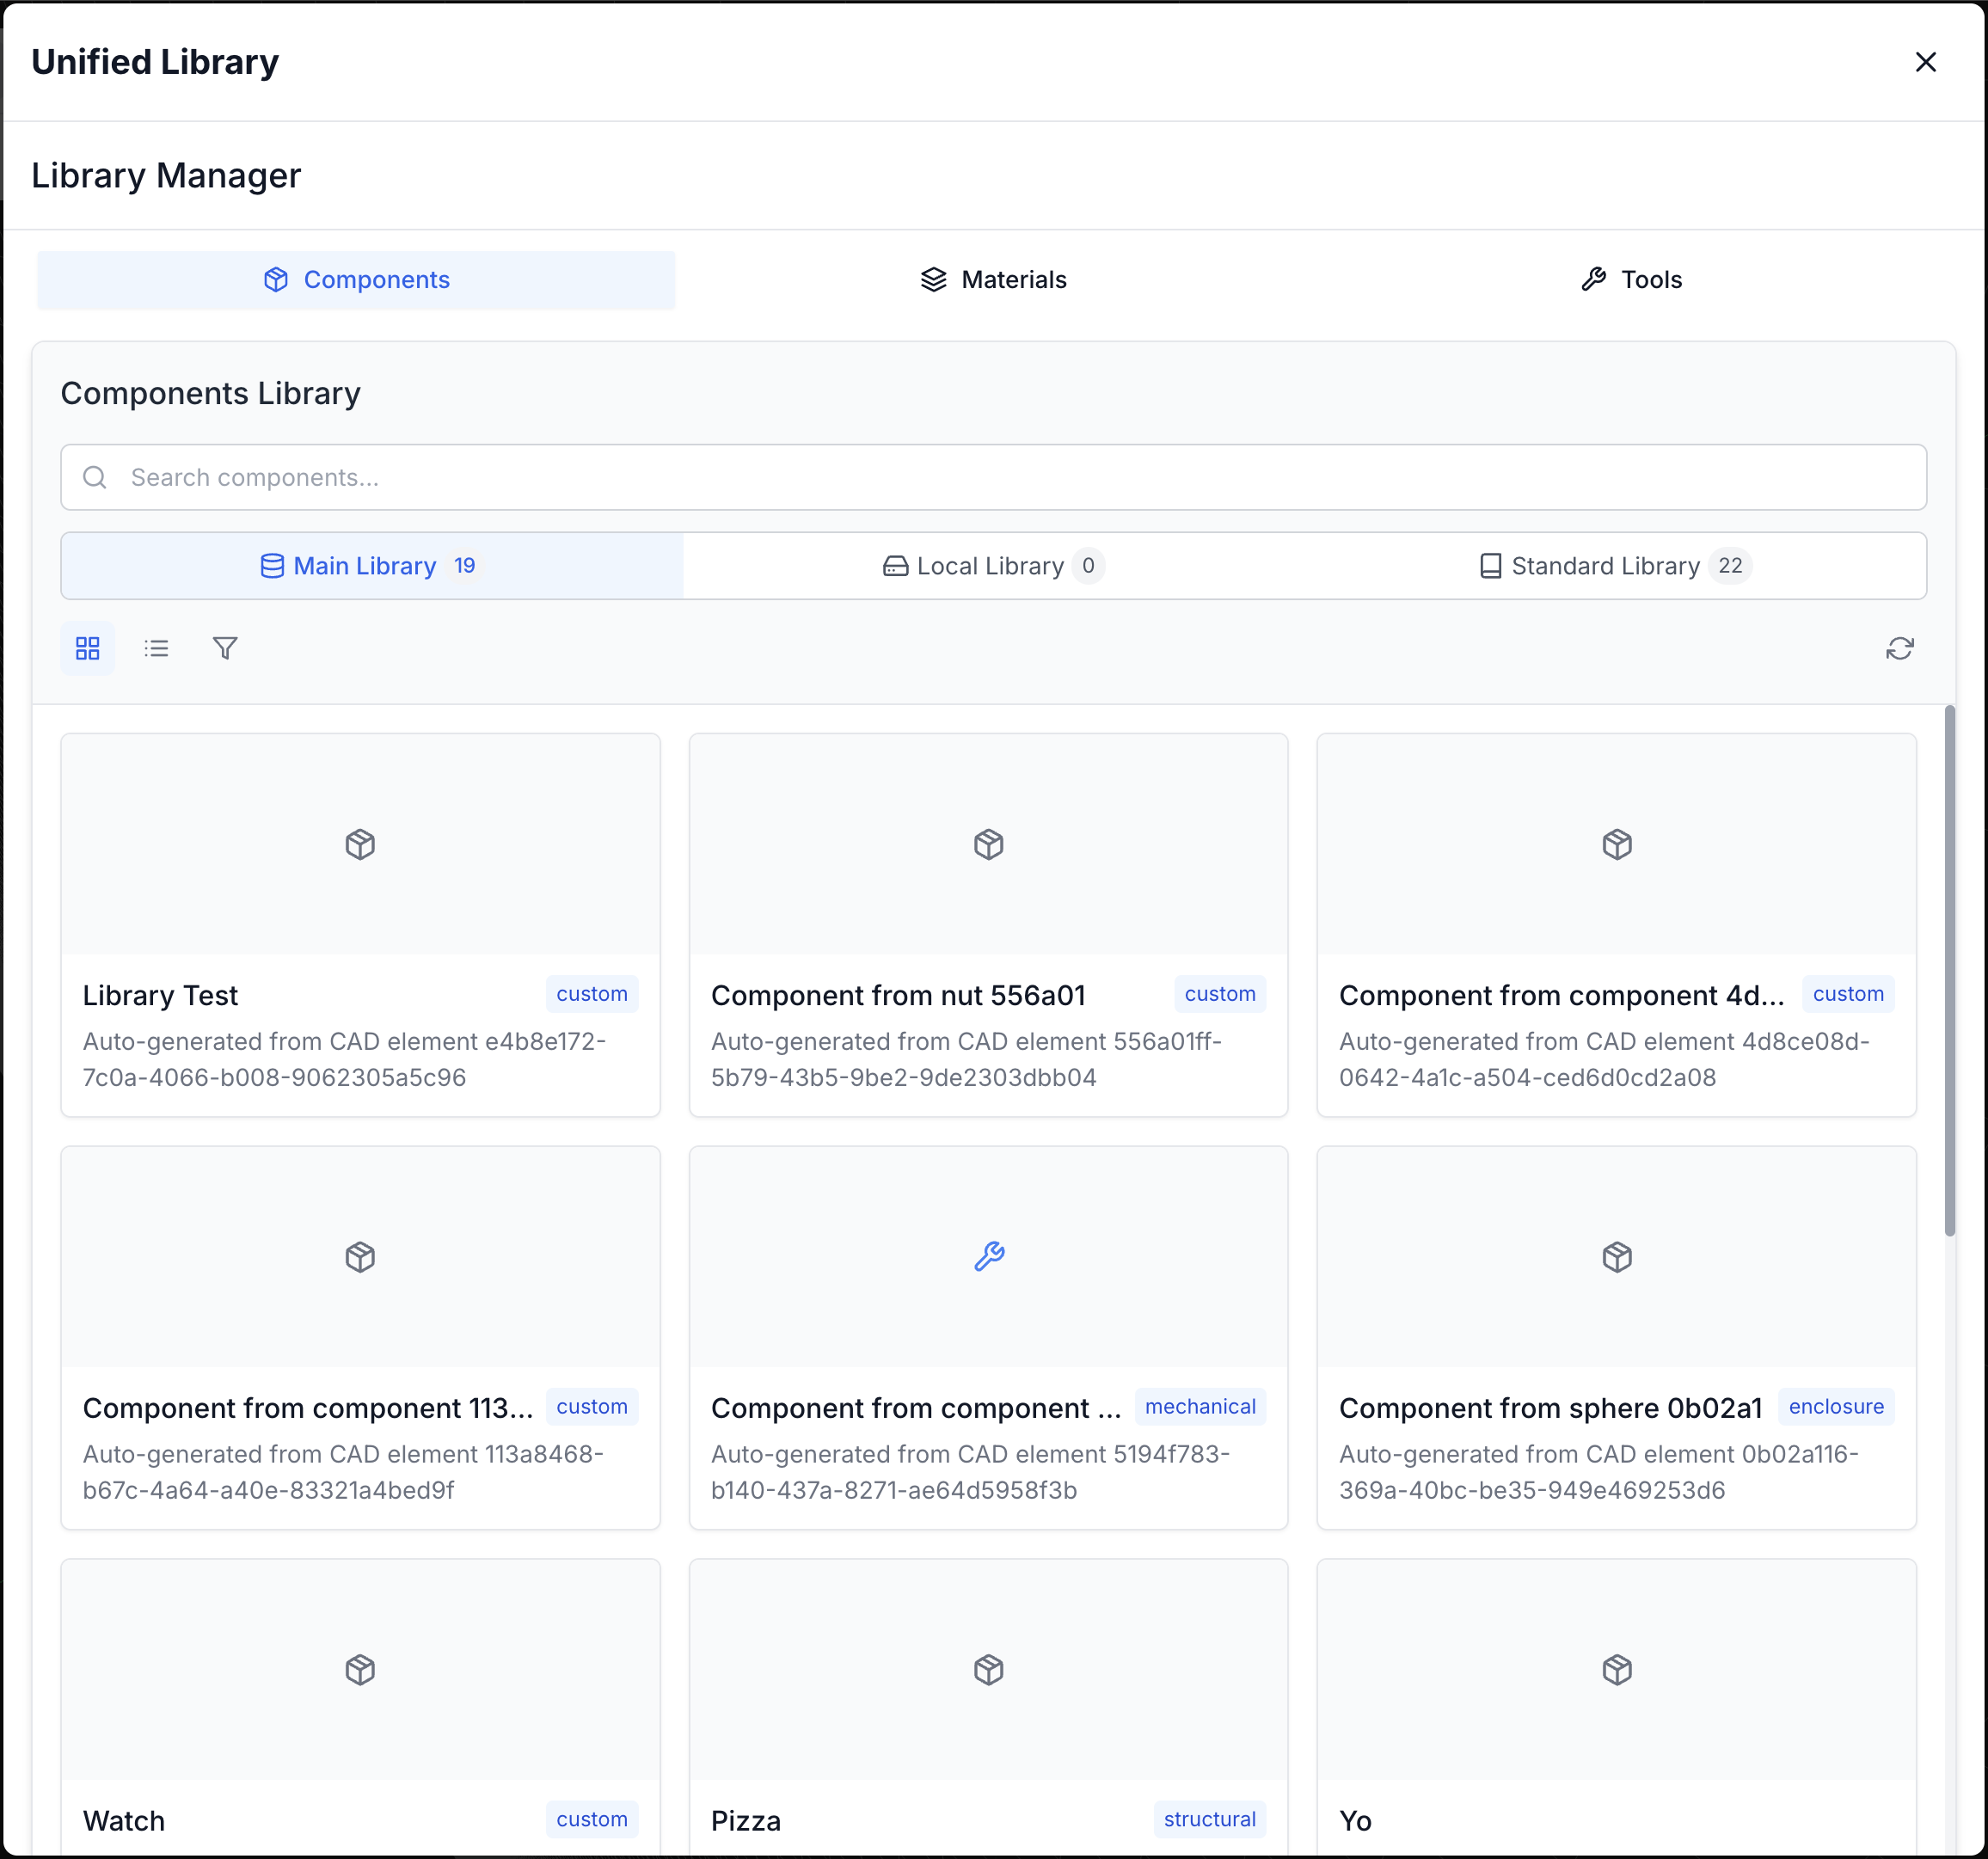 Unified Library
Library Manager
Components
Materials
Tools
Components Library
Search components...
Main Library 19
Local Library 0
Standard Library 22
Library Test
custom
Auto-generated from CAD element e4b8e172-
7c0a-4066-b008-9062305a5c96
Component from nut 556a01
custom
Auto-generated from CAD element 556a01ff-
5b79-43b5-9be2-9de2303dbb04
Component from component 4d...
custom
Auto-generated from CAD element 4d8ce08d-
0642-4a1c-a504-ced6d0cd2a08
Component from component 113...
custom
Auto-generated from CAD element 113a8468-
b67c-4a64-a40e-83321a4bed9f
Component from component ...
mechanical
Auto-generated from CAD element 5194f783-
b140-437a-8271-ae64d5958f3b
Component from sphere 0b02a1
enclosure
Auto-generated from CAD element 0b02a116-
369a-40bc-be35-949e469253d6
Watch
custom
Pizza
structural
Yo